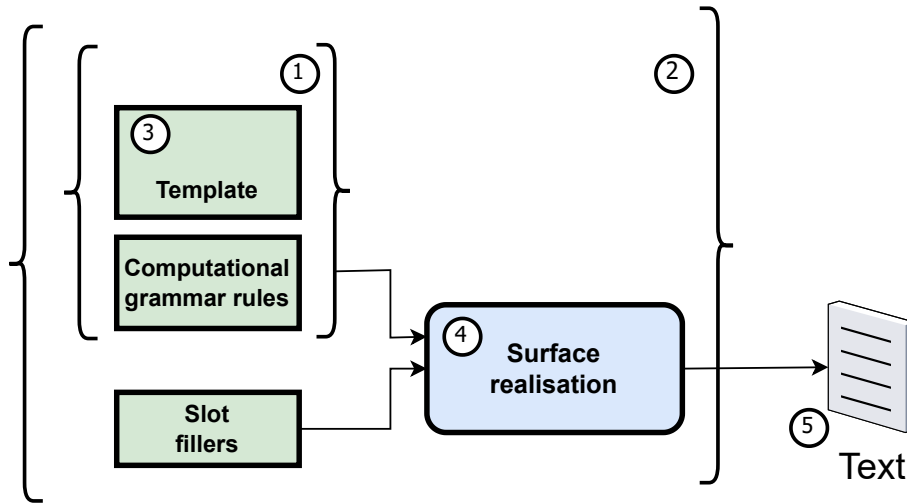 1
2
3
Template
Computational
grammar rules
4
Surface
realisation
Slot
fillers
5
Text